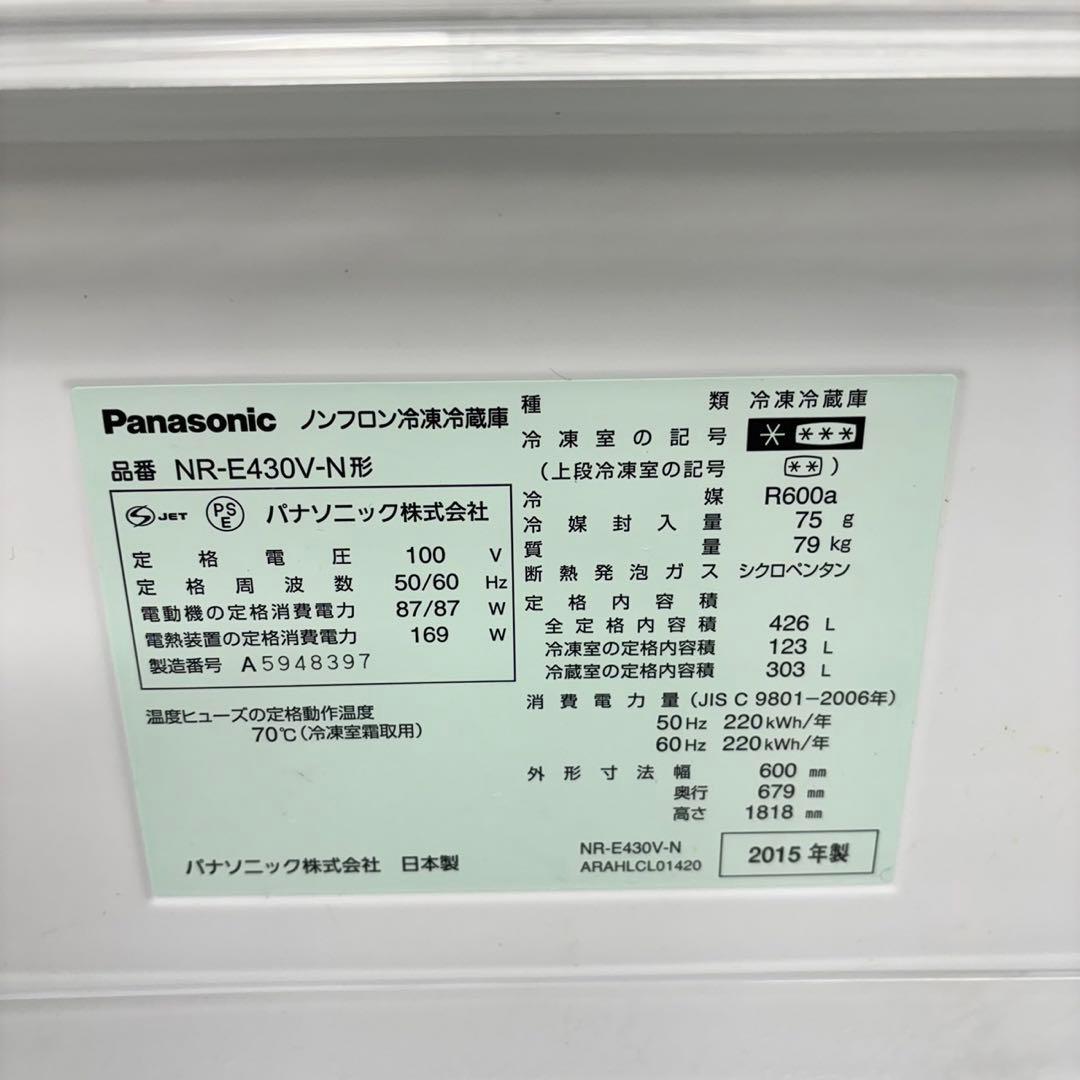 Panasonic ノンフロン冷凍冷蔵庫
品番 NR-E430V-N形
JET PSE パナソニック株式会社
定格電圧 100 V
定格周波数 50/60 Hz
電動機の定格消費電力 87/87 W
電熱装置の定格消費電力 169 W
製造番号 A5948397
温度ヒューズの定格動作温度
70℃(冷凍室霜取用)
パナソニック株式会社 日本製
種類 冷凍冷蔵庫
冷凍室の記号 * ***
(上段冷凍室の記号 ** )
冷媒 R600a
冷媒封入量 75 g
質量 79 kg
断熱発泡ガス シクロペンタン
定格内容積
全定格内容積 426 L
冷凍室の定格内容積 123 L
冷蔵室の定格内容積 303 L
消費電力量 (JIS C 9801-2006年)
50Hz 220kWh/年
60Hz 220kWh/年
外形寸法幅 600 mm
奥行 679 mm
高さ 1818 mm
NR-E430V-N
ARAHLCL01420
2015年製